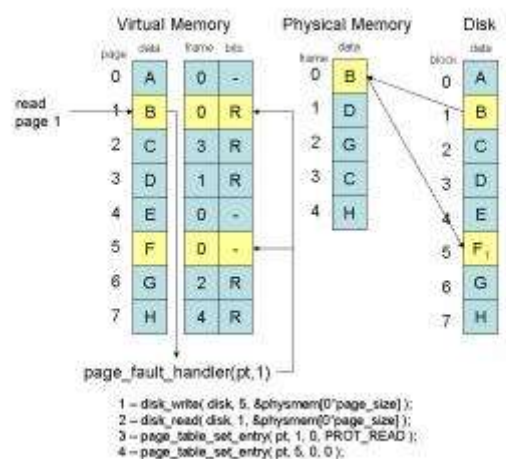 Virtual Memory Physical Memory Disk
page data frame bits data data
frame block
0 A 0 - 0 B 0 A
read
page 1
1 B 0 R 1 D 1 B
2 C 3 R 2 G 2 C
3 D 1 R 3 C 3 D
4 E 0 - 4 H 4 E
5 F 0 - 5 F1
6 G 2 R 6 G
7 H 4 R 7 H
page_fault_handler(pt,1)
1 – disk_write( disk, 5, &physmem[0*page_size] );
2 – disk_read( disk, 1, &physmem[0*page_size] );
3 – page_table_set_entry( pt, 1, 0, PROT_READ );
4 – page_table_set_entry( pt, 5, 0, 0 );